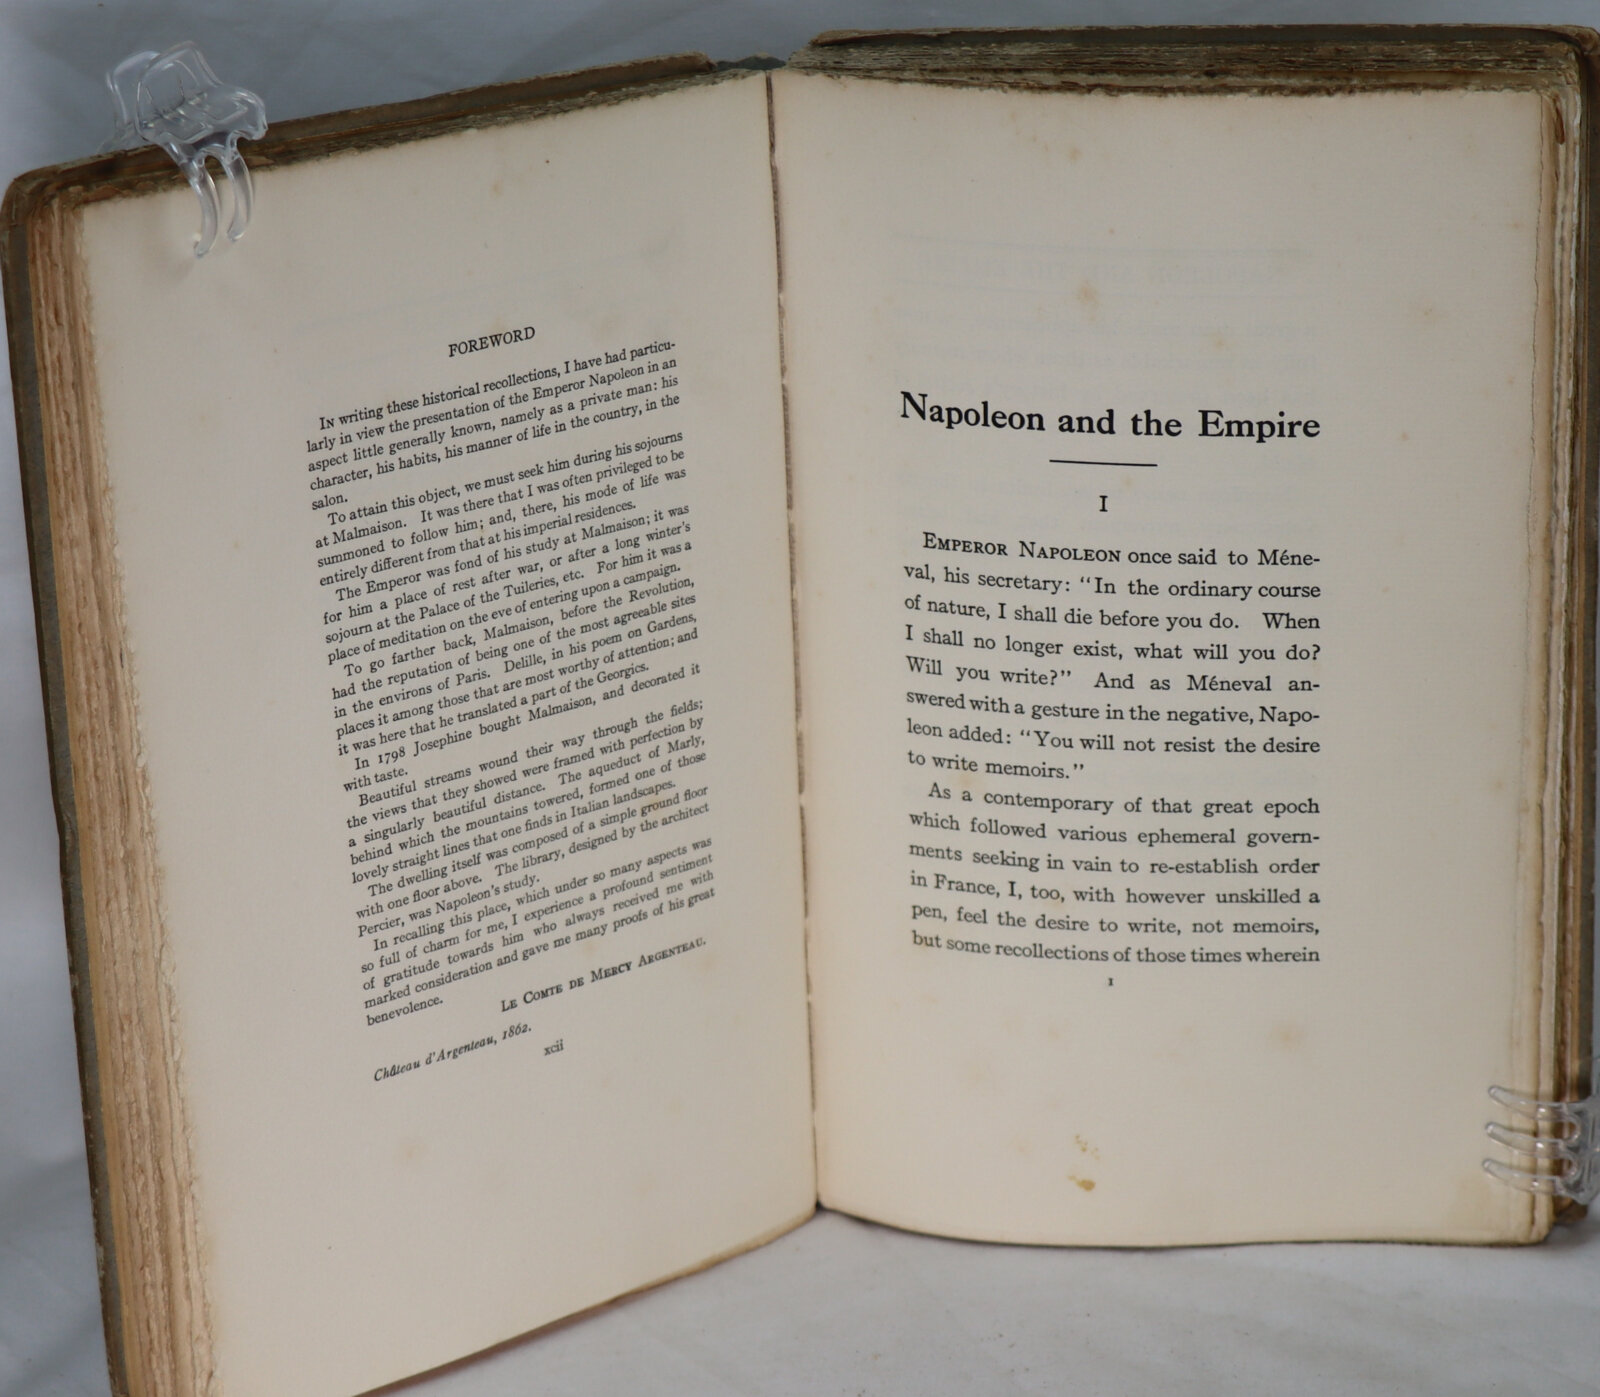 FOREWORD
In writing these historical recollections, I have had particu-
larly in view the presentation of the Emperor Napoleon in an
aspect little generally known, namely as a private man: his
character, his habits, his manner of life in the country, in the
salon.
To attain this object, we must seek him during his sojourns
at Malmaison. It was there that I was often privileged to be
summoned to follow him; and, there, his mode of life was
entirely different from that at his imperial residences.
The Emperor was fond of his study at Malmaison; it was
for him a place of rest after war, or after a long winter's
sojourn at the Palace of the Tuileries, etc. For him it was a
place of meditation on the eve of entering upon a campaign.
To go farther back, Malmaison, before the Revolution,
had the reputation of being one of the most agreeable sites
in the environs of Paris. Delille, in his poem on Gardens,
places it among those that are most worthy of attention; and
it was here that he translated a part of the Georgics.
In 1798 Josephine bought Malmaison, and decorated it
with taste.
Beautiful streams wound their way through the fields;
the views that they showed were framed with perfection by
a singularly beautiful distance. The aqueduct of Marly,
behind which the mountains towered, formed one of those
lovely straight lines that one finds in Italian landscapes.
The dwelling itself was composed of a simple ground floor
with one floor above. The library, designed by the architect
Percier, was Napoleon's study.
In recalling this place, which under so many aspects was
so full of charm for me, I experience a profound sentiment
of gratitude towards him who always received me with
marked consideration and gave me many proofs of his great
benevolence.
Le Comte de Mercy Argenteau.
Château d'Argenteau, 1862.
xcii
Napoleon and the Empire
I
Emperor Napoleon once said to Méne-
val, his secretary: "In the ordinary course
of nature, I shall die before you do. When
I shall no longer exist, what will you do?
Will you write?" And as Méneval an-
swered with a gesture in the negative, Napo-
leon added: "You will not resist the desire
to write memoirs."
As a contemporary of that great epoch
which followed various ephemeral govern-
ments seeking in vain to re-establish order
in France, I, too, with however unskilled a
pen, feel the desire to write, not memoirs,
but some recollections of those times wherein
1